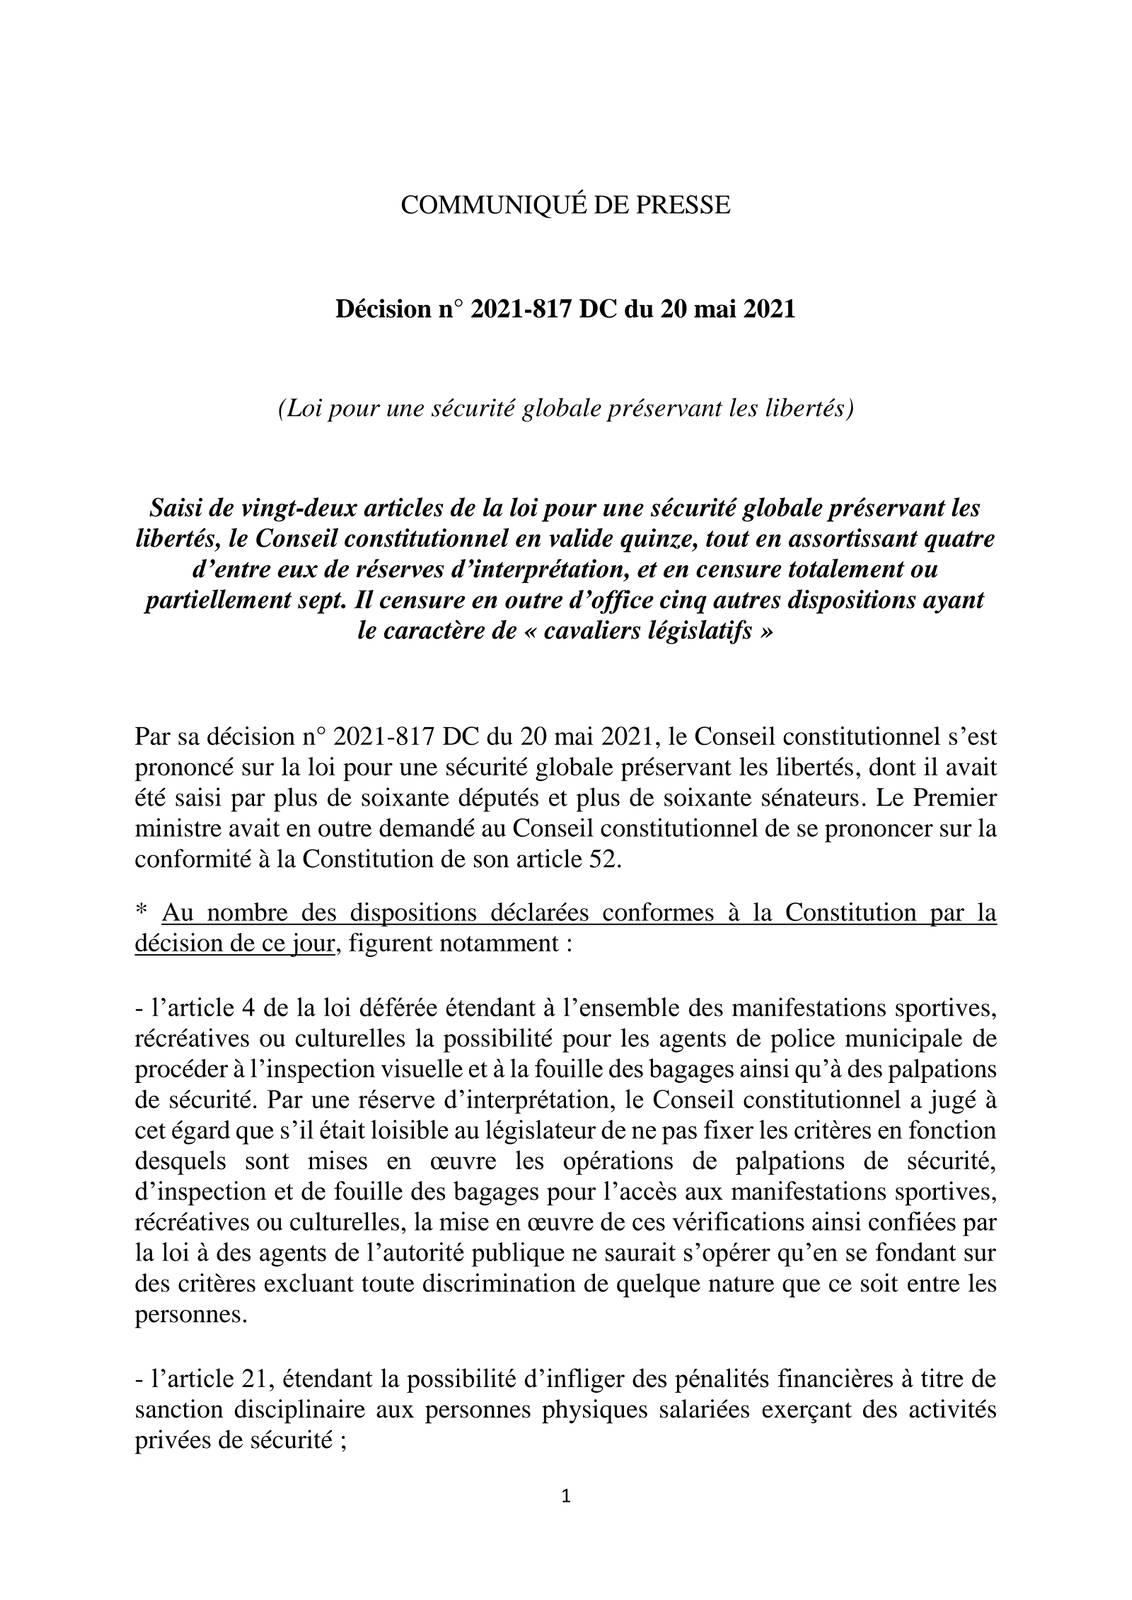 COMMUNIQUÉ DE PRESSE
Décision n° 2021-817 DC du 20 mai 2021
(Loi pour une sécurité globale préservant les libertés)
Saisi de vingt-deux articles de la loi pour une sécurité globale préservant les
libertés, le Conseil constitutionnel en valide quinze, tout en assortissant quatre
d’entre eux de réserves d’interprétation, et en censure totalement ou
partiellement sept. Il censure en outre d’office cinq autres dispositions ayant
le caractère de « cavaliers législatifs »
Par sa décision n° 2021-817 DC du 20 mai 2021, le Conseil constitutionnel s’est
prononcé sur la loi pour une sécurité globale préservant les libertés, dont il avait
été saisi par plus de soixante députés et plus de soixante sénateurs. Le Premier
ministre avait en outre demandé au Conseil constitutionnel de se prononcer sur la
conformité à la Constitution de son article 52.
* Au nombre des dispositions déclarées conformes à la Constitution par la
décision de ce jour, figurent notamment :
- l’article 4 de la loi déférée étendant à l’ensemble des manifestations sportives,
récréatives ou culturelles la possibilité pour les agents de police municipale de
procéder à l’inspection visuelle et à la fouille des bagages ainsi qu’à des palpations
de sécurité. Par une réserve d’interprétation, le Conseil constitutionnel a jugé à
cet égard que s’il était loisible au législateur de ne pas fixer les critères en fonction
desquels sont mises en œuvre les opérations de palpations de sécurité,
d’inspection et de fouille des bagages pour l’accès aux manifestations sportives,
récréatives ou culturelles, la mise en œuvre de ces vérifications ainsi confiées par
la loi à des agents de l’autorité publique ne saurait s’opérer qu’en se fondant sur
des critères excluant toute discrimination de quelque nature que ce soit entre les
personnes.
- l’article 21, étendant la possibilité d’infliger des pénalités financières à titre de
sanction disciplinaire aux personnes physiques salariées exerçant des activités
privées de sécurité ;
1